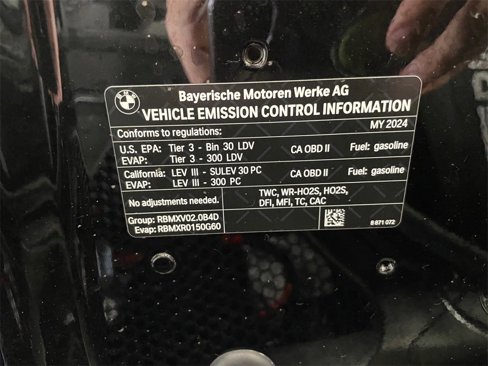 BMW
Bayerische Motoren Werke AG
VEHICLE EMISSION CONTROL INFORMATION
Conforms to regulations: MY 2024
U.S. EPA: Tier 3 - Bin 30 LDV CA OBD II Fuel: gasoline
EVAP: Tier 3 - 300 LDV
California: LEV III - SULEV 30 PC CA OBD II Fuel: gasoline
EVAP: LEV III - 300 PC
No adjustments needed. TWC, WR-HO2S, HO2S,
DFI, MFI, TC, CAC
Group: RBMXV02.0B4D
Evap: RBMXR0150G60 8 871 072